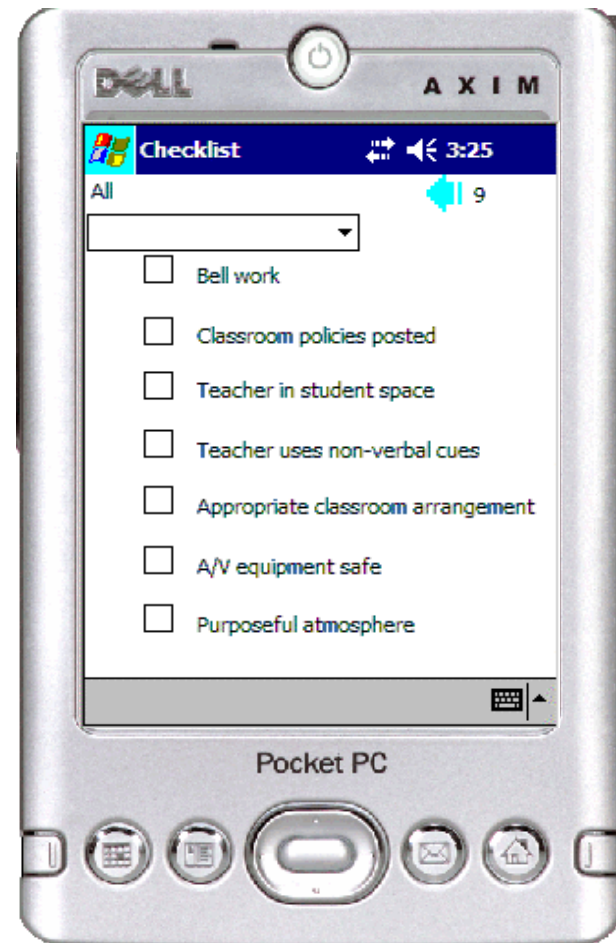 DELL
AXIM
Checklist 3:25
All 9
Bell work
Classroom policies posted
Teacher in student space
Teacher uses non-verbal cues
Appropriate classroom arrangement
A/V equipment safe
Purposeful atmosphere
Pocket PC